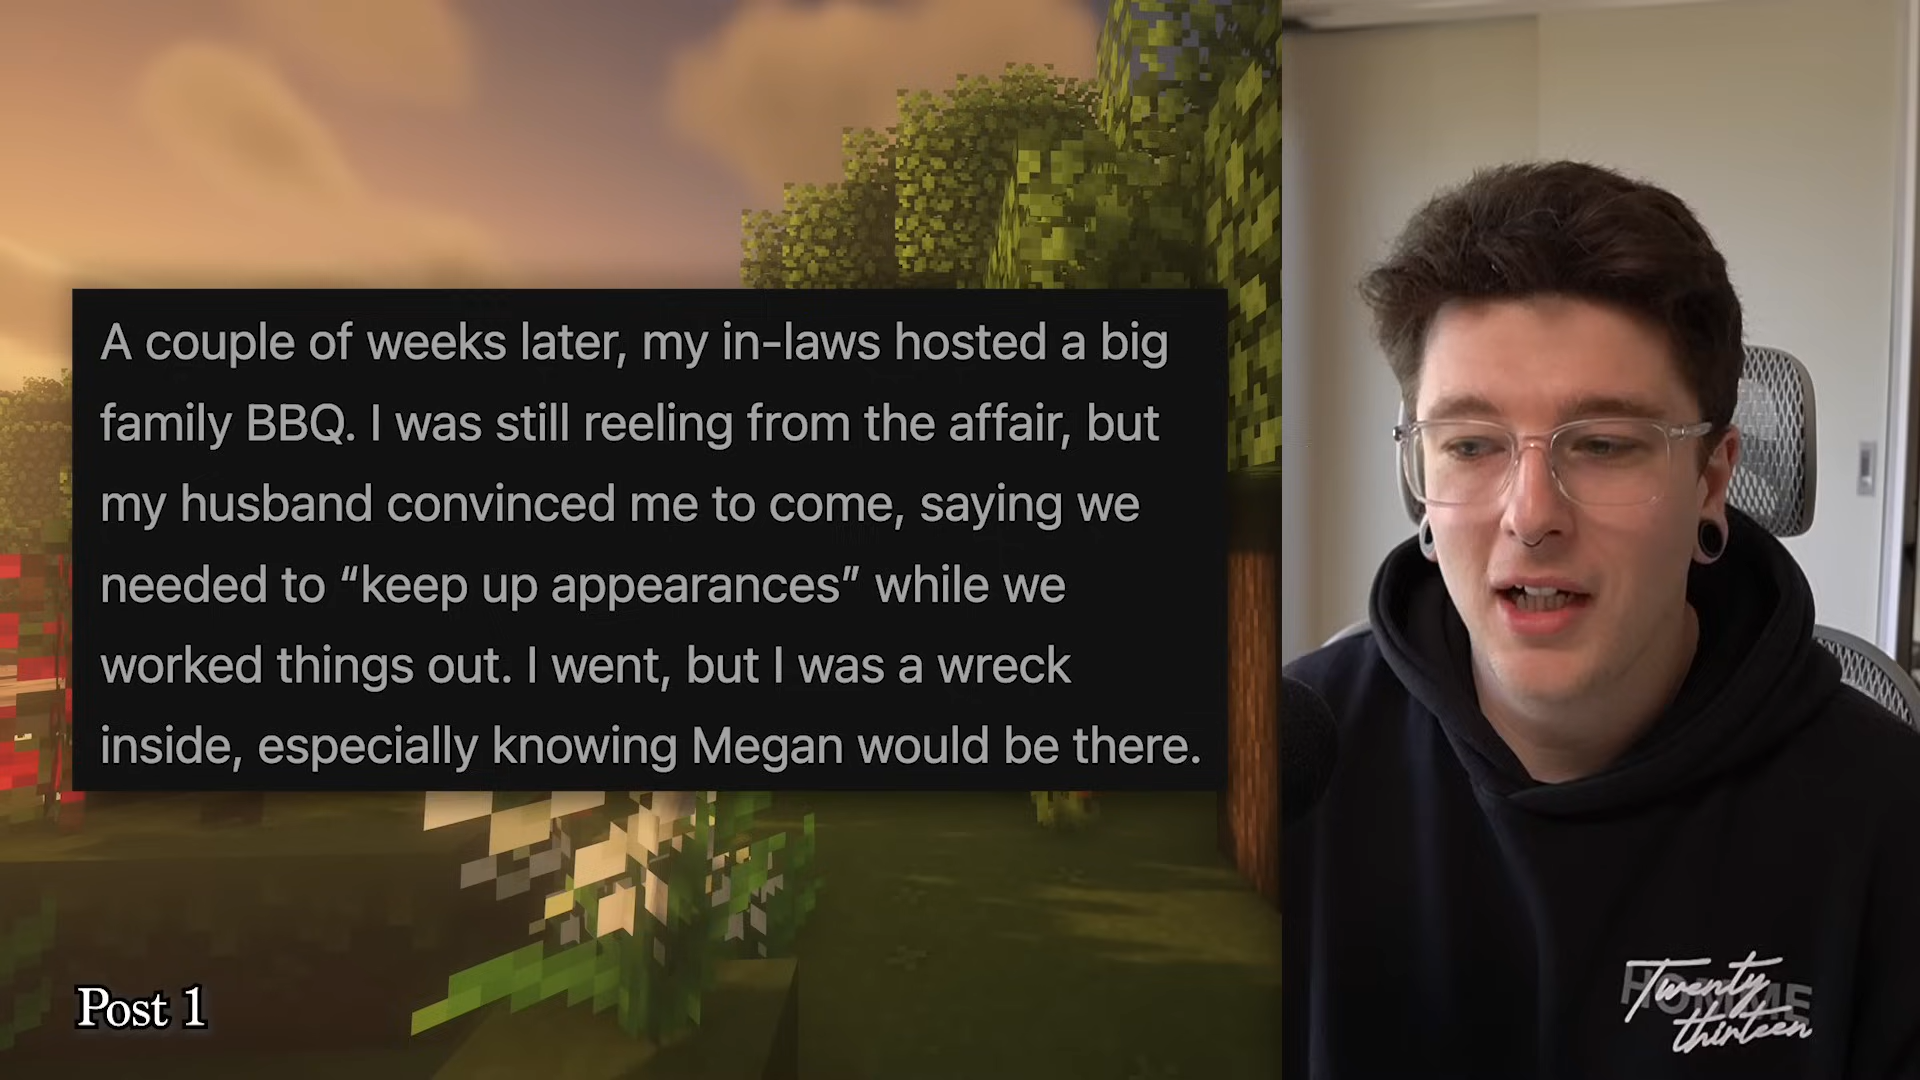 A couple of weeks later, my in-laws hosted a big
family BBQ. I was still reeling from the affair, but
my husband convinced me to come, saying we
needed to “keep up appearances” while we
worked things out. I went, but I was a wreck
inside, especially knowing Megan would be there.
Post 1
HOMME
Twenty
thirteen